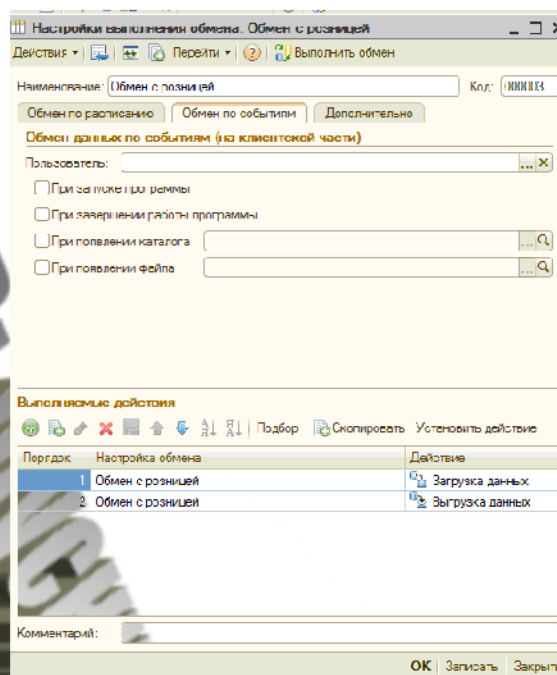 Настройки выполнения обмена: Обмен с розницей
Действия Перейти Выполнить обмен
Наименование: Обмен с розницей Код:
Обмен по расписанию Обмен по событиям Дополнительно
Обмен данных по событиям (на клиентской части)
Пользователь: ... ×
При запуске программы
При завершении работы программы
При появлении каталога ...
При появлении файла ...
Выполняемые действия
Подбор Скопировать Установить действие
Порядок Настройка обмена Действие
1 Обмен с розницей Загрузка данных
2 Обмен с розницей Выгрузка данных
Комментарий:
OK Записать Закрыть